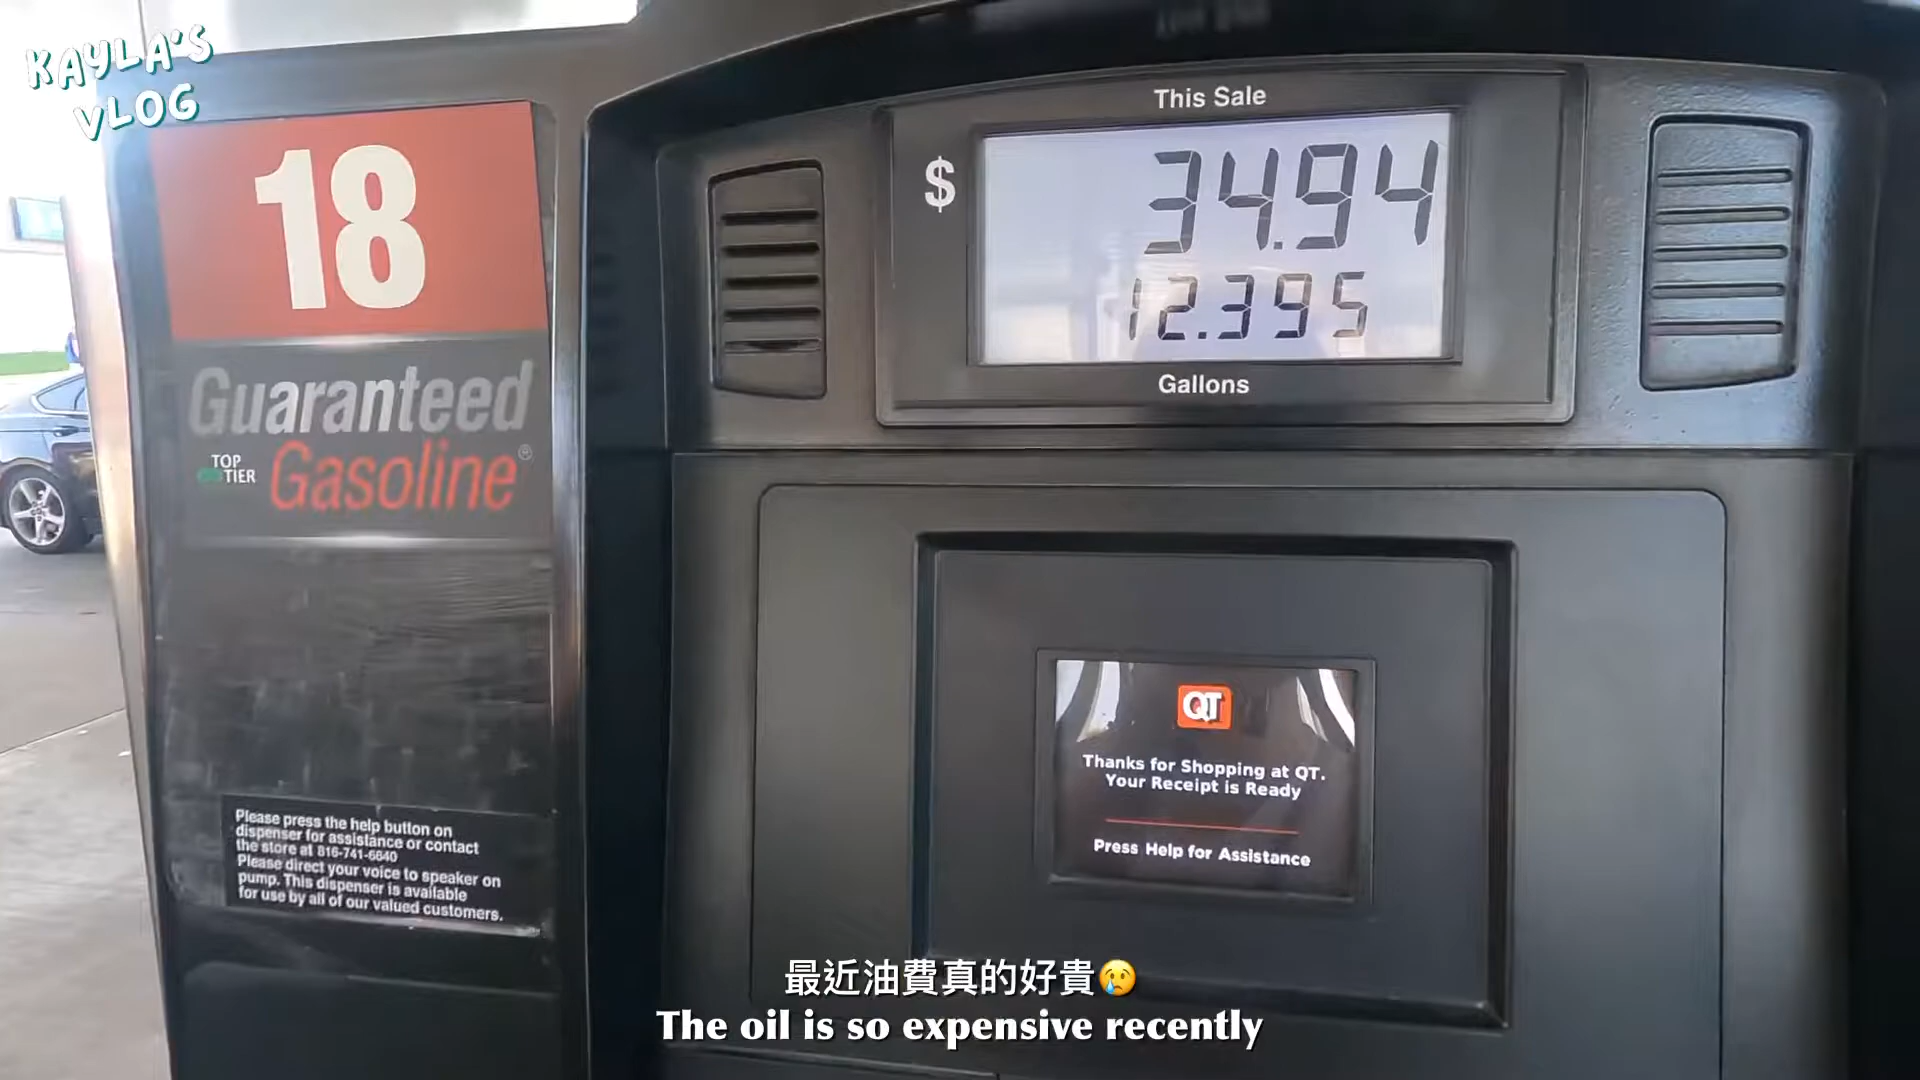 KAYLA'S
VLOG
18
Guaranteed
TOP
TIER
Gasoline®
Please press the help button on
dispenser for assistance or contact
the store at 816-741-6640
Please direct your voice to speaker on
pump. This dispenser is available
for use by all of our valued customers.
This Sale
$ 34.94
12.395
Gallons
QT
Thanks for Shopping at QT.
Your Receipt is Ready
Press Help for Assistance
最近油費真的好貴😢
The oil is so expensive recently